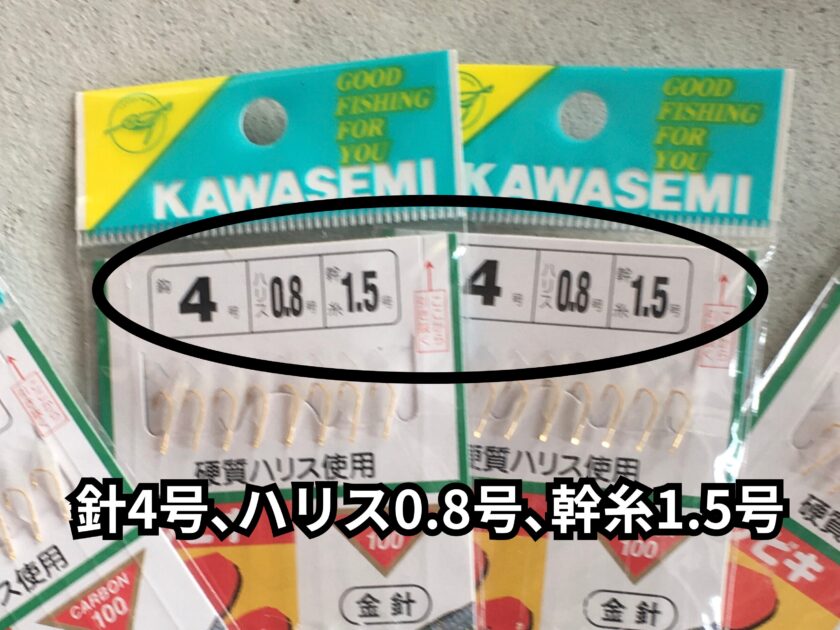 GOOD
FISHING
FOR
YOU
KAWASEMI
鈎 4号 ハリス 0.8号 幹糸 1.5号
硬質ハリス使用
GOOD
FISHING
FOR
YOU
KAWASEMI
4号 ハリス 0.8号 幹糸 1.5号
硬質ハリス使用
針4号、ハリス0.8号、幹糸1.5号
ス使用
CARBON
100
100
金針
100
金針
ビキ
硬質